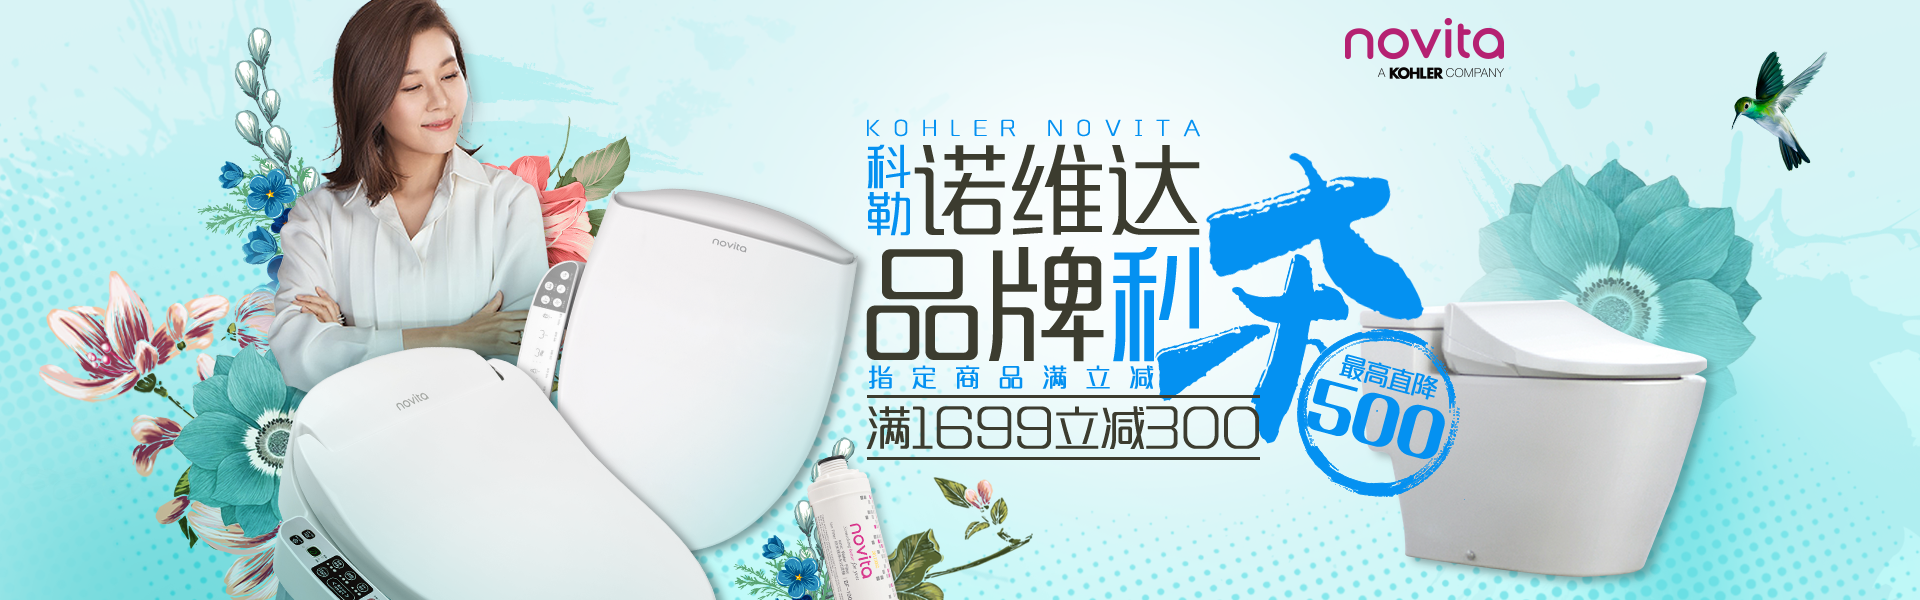 novita
A KOHLER COMPANY
KOHLER NOVITA
科勒
诺维达
品牌秒杀
指定商品满立减
满1699立减300
最高直降
500
novita
novita
novita